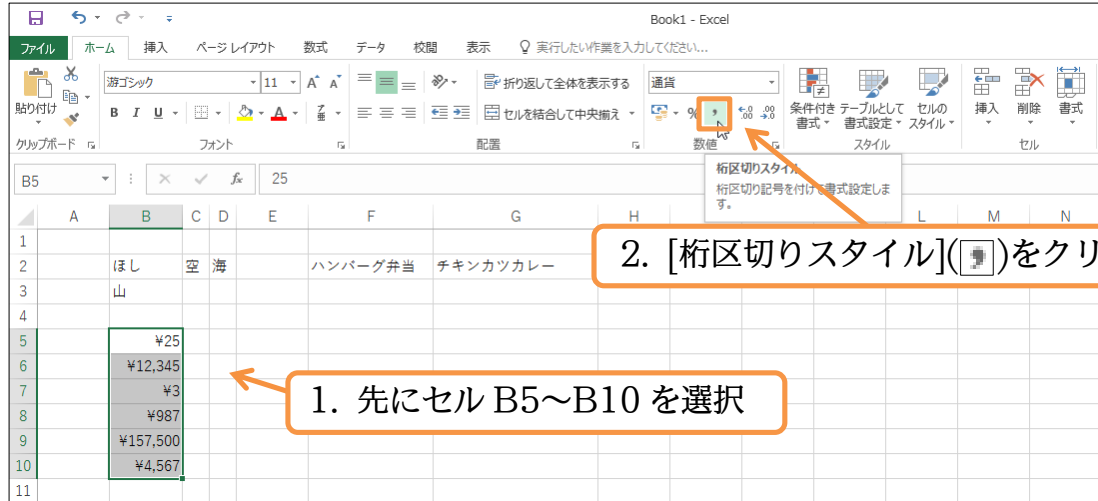 Book1 - Excel
ファイル ホーム 挿入 ページ レイアウト 数式 データ 校閲 表示 実行したい作業を入力してください...
游ゴシック 11 A A 折り返して全体を表示する 通貨
貼り付け B I U A セルを結合して中央揃え % , 条件付き書式 テーブルとして書式設定 セルのスタイル 挿入 削除 書式
クリップボード フォント 配置 数値 スタイル セル
B5 fx 25
桁区切りスタイル
桁区切り記号を付けて書式設定しま
す。
A B C D E F G H L M N
1
2 ほし 空 海 ハンバーグ弁当 チキンカツカレー
2. [桁区切りスタイル](,)をクリ
3 山
4
5 ¥25
6 ¥12,345
7 ¥3
1. 先にセル B5～B10 を選択
8 ¥987
9 ¥157,500
10 ¥4,567
11